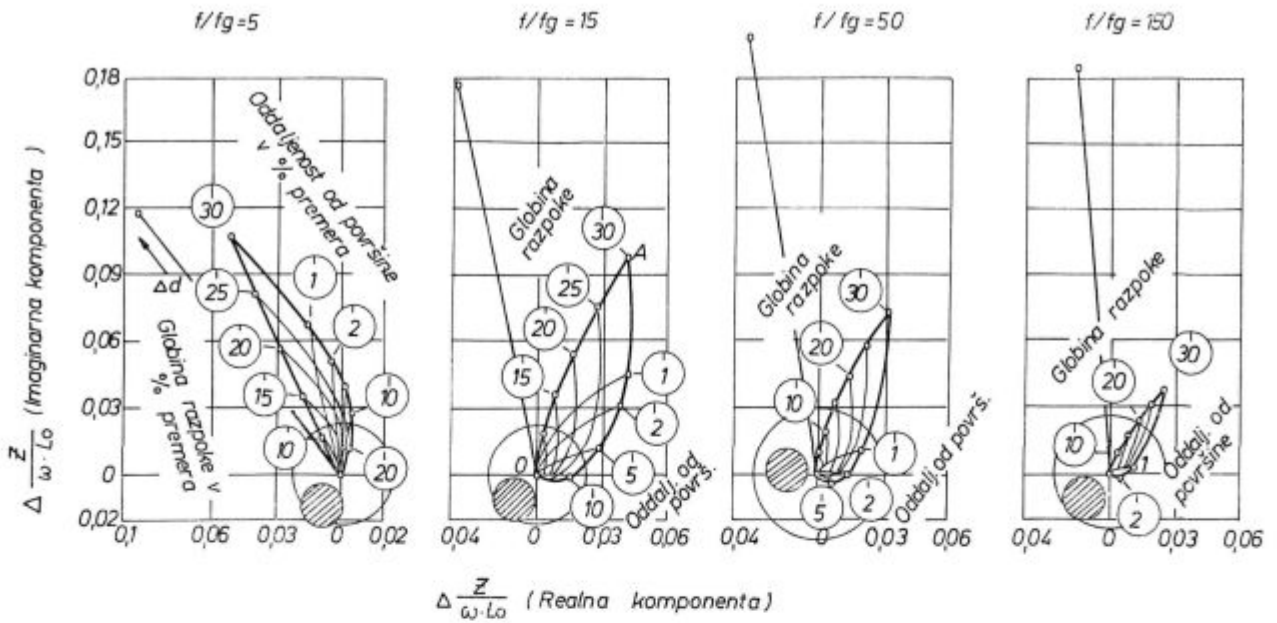 f/fg=5
f/fg=15
f/fg=50
f/fg=150
Δ Z/ω·Lo (Imaginarna komponenta)
0,18
0,15
0,12
0,09
0,06
0,03
0
0,02
Oddaljenost od površine
v % premera
30
Δd
25
1
2
20
15
10
10
20
Globina razpoke v
% premera
0,1
0,06
0,03
0
0,02
Globina
razpoke
30
A
25
20
15
1
2
5
10
0
Oddalj. od
površ.
0,04
0
0,03
0,06
Globina
razpoke
30
20
10
1
5
2
Oddalj od površ.
0,04
0
0,03
0,06
Globina razpoke
30
20
10
1
2
Oddalj. od
površine
0,04
0
0,03
0,06
Δ Z/ω·Lo (Realna komponenta)